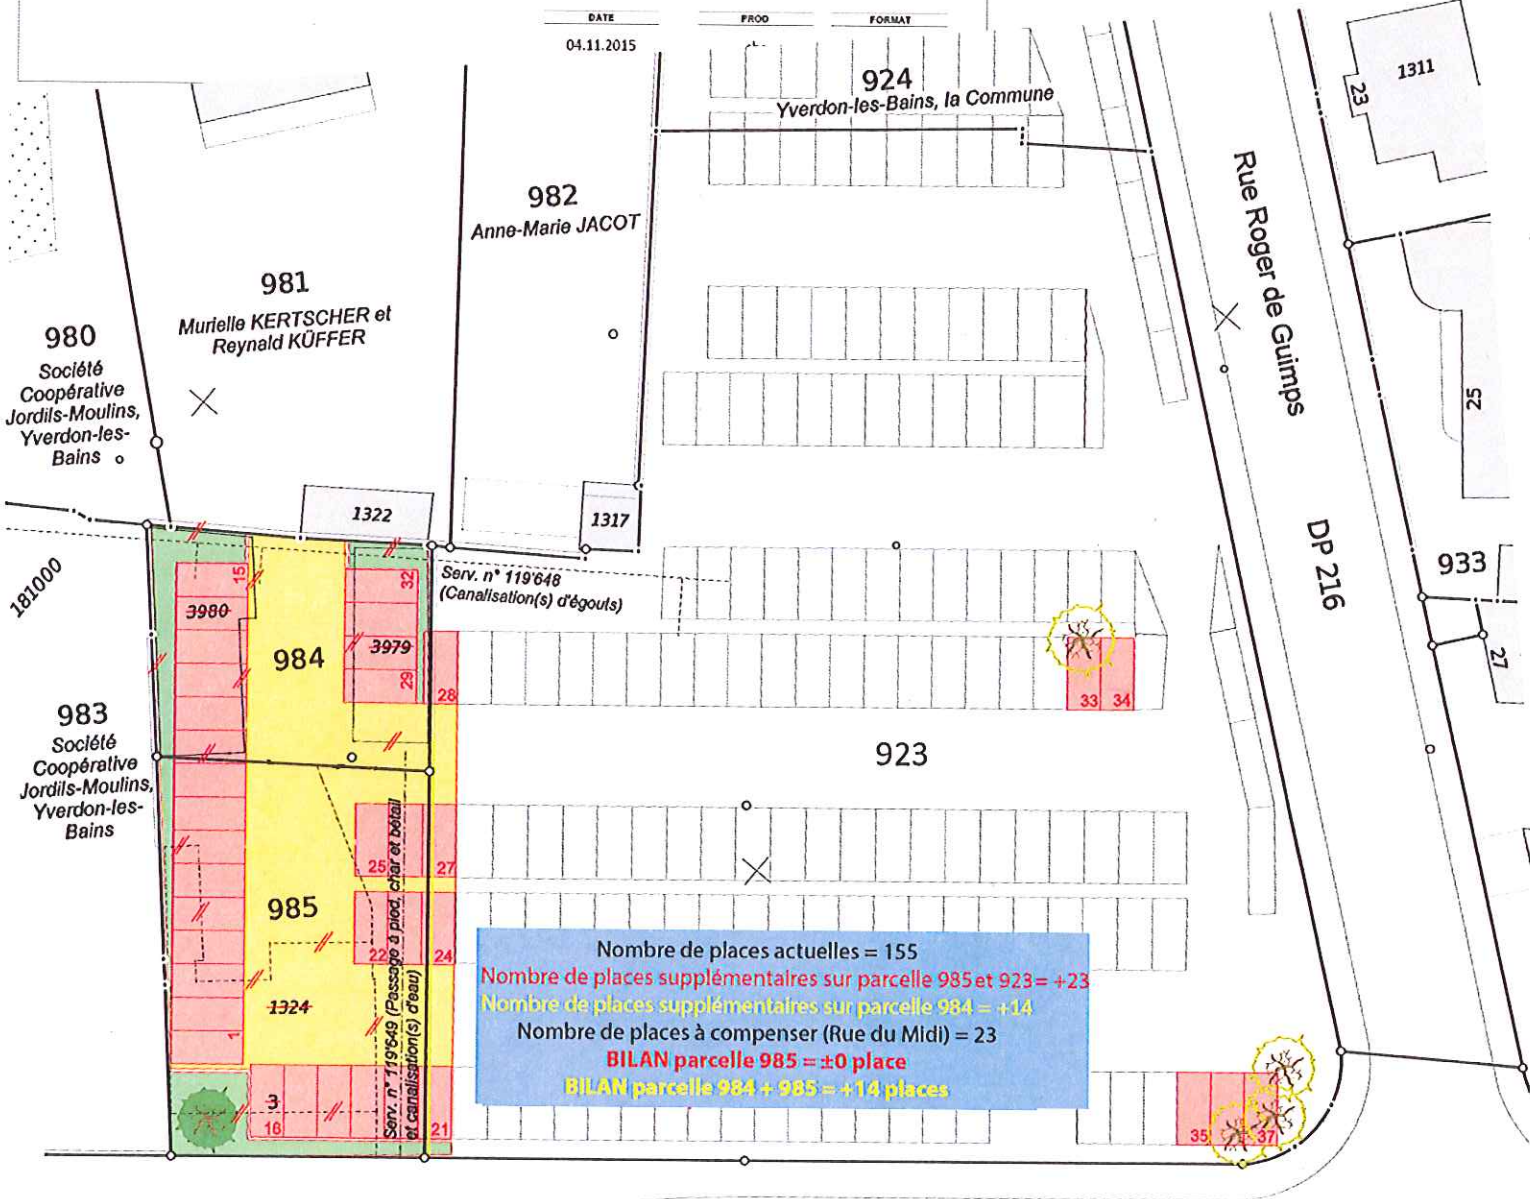 DATE PROD FORMAT
04.11.2015
924
Yverdon-les-Bains, la Commune
1311
23
982
Anne-Marie JACOT
Rue Roger de Guimps
981
Murielle KERTSCHER et
Reynald KÜFFER
980
Société
Coopérative
Jordils-Moulins,
Yverdon-les-
Bains
25
1322
1317
DP 216
933
27
181000
Serv. n° 119'648
(Canalisation(s) d'égouts)
15
3980
32
984
3979
29
28
33 34
983
Société
Coopérative
Jordils-Moulins,
Yverdon-les-
Bains
923
25
27
985
22
24
Serv. n° 119'649 (Passage à pied, char et bétail
et canalisation(s) d'eau)
1324
1
3
16
21
Nombre de places actuelles = 155
Nombre de places supplémentaires sur parcelle 985 et 923= +23
Nombre de places supplémentaires sur parcelle 984 = +14
Nombre de places à compenser (Rue du Midi) = 23
BILAN parcelle 985 = ±0 place
BILAN parcelle 984 + 985 = +14 places
35
37